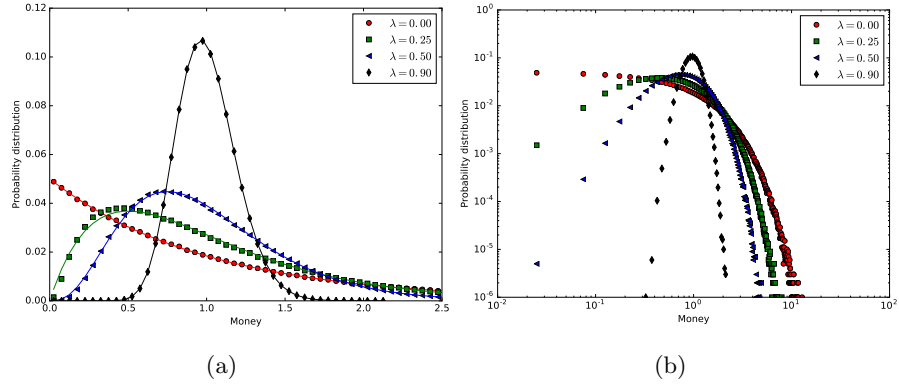 0.12
0.10
0.08
0.06
0.04
0.02
0.00
Probability distribution
0.0 0.5 1.0 1.5 2.0 2.5
Money
λ = 0.00
λ = 0.25
λ = 0.50
λ = 0.90
(a)
10^0
10^-1
10^-2
10^-3
10^-4
10^-5
10^-6
Probability distribution
10^-2 10^-1 10^0 10^1 10^2
Money
λ = 0.00
λ = 0.25
λ = 0.50
λ = 0.90
(b)